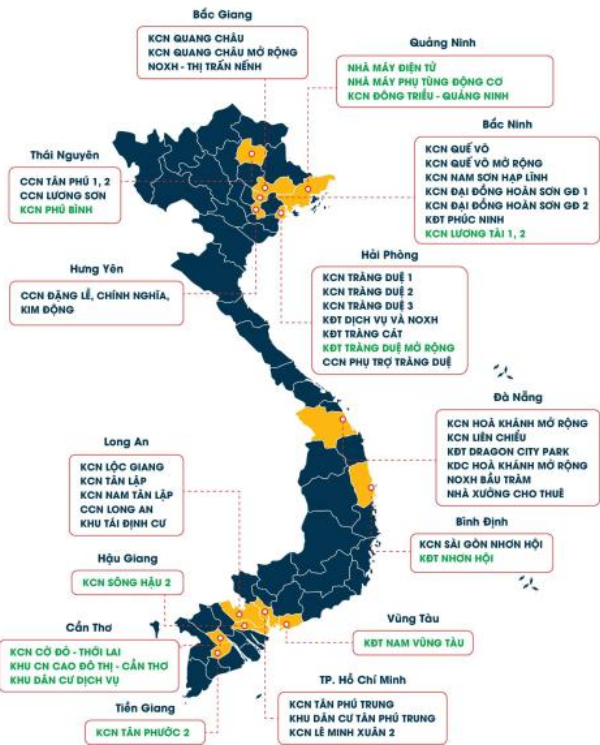 Bắc Giang
KCN QUANG CHÂU
KCN QUANG CHÂU MỞ RỘNG
NOXH - THỊ TRẤN NẾNH
Quảng Ninh
NHÀ MÁY ĐIỆN TỬ
NHÀ MÁY PHỤ TÙNG ĐỘNG CƠ
KCN ĐÔNG TRIỀU - QUẢNG NINH
Thái Nguyên
CCN TÂN PHÚ 1, 2
CCN LƯƠNG SƠN
KCN PHÚ BÌNH
Bắc Ninh
KCN QUẾ VÕ
KCN QUẾ VÕ MỞ RỘNG
KCN NAM SƠN HẠP LĨNH
KCN ĐẠI ĐỒNG HOÀN SƠN GĐ 1
KCN ĐẠI ĐỒNG HOÀN SƠN GĐ 2
KĐT PHÚC NINH
KCN LƯƠNG TÀI 1, 2
Hưng Yên
CCN ĐẶNG LỄ, CHÍNH NGHĨA,
KIM ĐỘNG
Hải Phòng
KCN TRÀNG DUỆ 1
KCN TRÀNG DUỆ 2
KCN TRÀNG DUỆ 3
KĐT DỊCH VỤ VÀ NOXH
KĐT TRÀNG CÁT
KĐT TRÀNG DUỆ MỞ RỘNG
CCN PHỤ TRỢ TRÀNG DUỆ
Đà Nẵng
KCN HOÀ KHÁNH MỞ RỘNG
KCN LIÊN CHIỂU
KĐT DRAGON CITY PARK
KDC HOÀ KHÁNH MỞ RỘNG
NOXH BẦU TRÀM
NHÀ XƯỞNG CHO THUÊ
Long An
KCN LỘC GIANG
KCN TÂN LẬP
KCN NAM TÂN LẬP
CCN LONG AN
KHU TÁI ĐỊNH CƯ
Bình Định
KCN SÀI GÒN NHƠN HỘI
KĐT NHƠN HỘI
Hậu Giang
KCN SÔNG HẬU 2
Cần Thơ
KCN CỜ ĐỎ - THỚI LAI
KHU CN CAO ĐÔ THỊ - CẦN THƠ
KHU DÂN CƯ DỊCH VỤ
Vũng Tàu
KĐT NAM VŨNG TÀU
TP. Hồ Chí Minh
KCN TÂN PHÚ TRUNG
KHU DÂN CƯ TÂN PHÚ TRUNG
KCN LÊ MINH XUÂN 2
Tiền Giang
KCN TÂN PHƯỚC 2